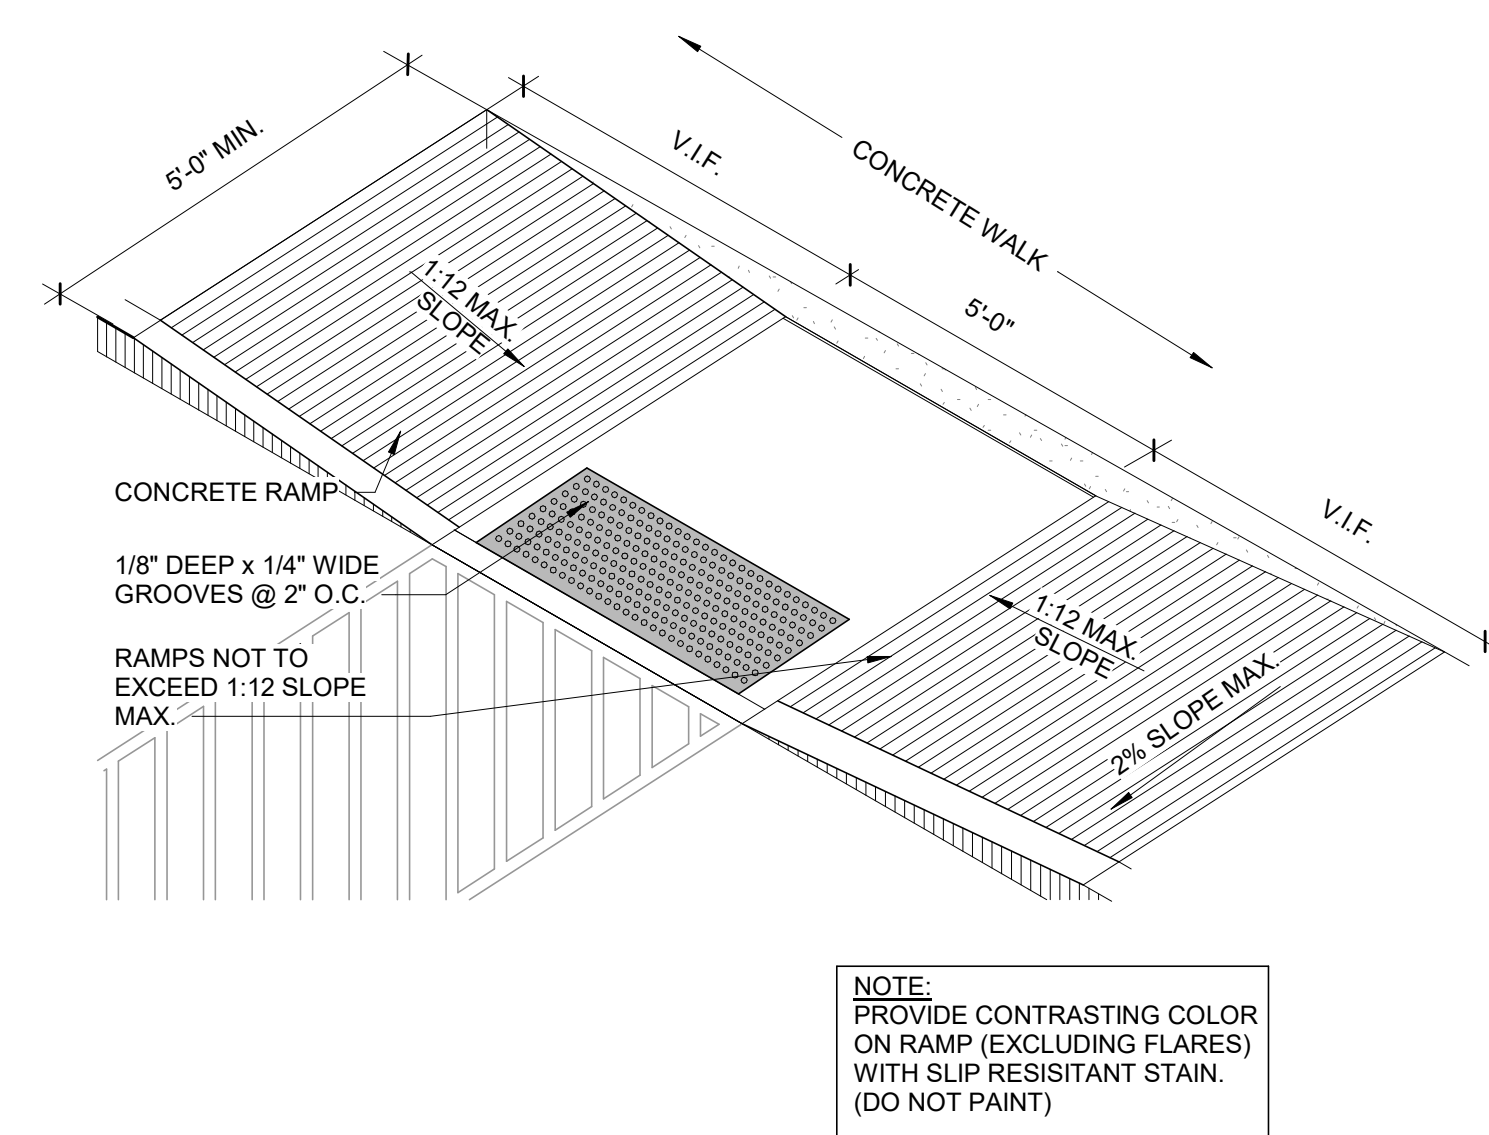 5'-0" MIN.
V.I.F.
CONCRETE WALK
5'-0"
V.I.F.
1:12 MAX.
SLOPE
CONCRETE RAMP
1/8" DEEP x 1/4" WIDE
GROOVES @ 2" O.C.
RAMPS NOT TO
EXCEED 1:12 SLOPE
MAX.
1:12 MAX.
SLOPE
2% SLOPE MAX.
NOTE:
PROVIDE CONTRASTING COLOR
ON RAMP (EXCLUDING FLARES)
WITH SLIP RESISITANT STAIN.
(DO NOT PAINT)